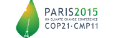 PARIS2015
UN CLIMATE CHANGE CONFERENCE
COP21·CMP11